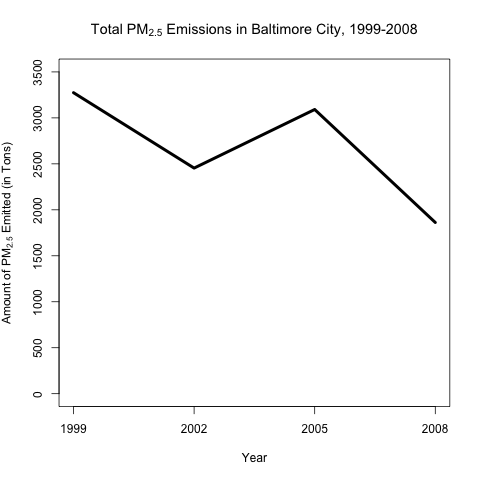 Total PM2.5 Emissions in Baltimore City, 1999-2008
Amount of PM2.5 Emitted (in Tons)
3500
3000
2500
2000
1500
1000
500
0
1999 2002 2005 2008
Year